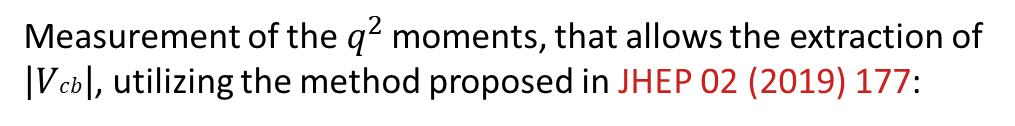 Measurement of the q² moments, that allows the extraction of
|Vcb|, utilizing the method proposed in JHEP 02 (2019) 177: